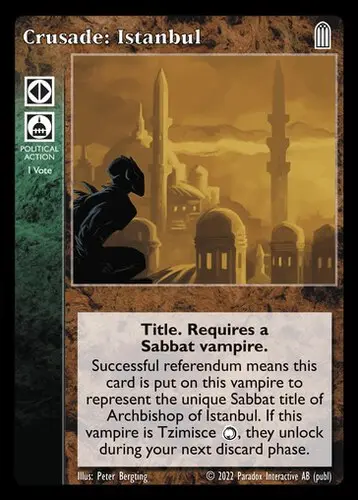 Crusade: Istanbul
POLITICAL
ACTION
1 Vote
Title. Requires a
Sabbat vampire.
Successful referendum means this
card is put on this vampire to
represent the unique Sabbat title of
Archbishop of Istanbul. If this
vampire is Tzimisce , they unlock
during your next discard phase.
Illus: Peter Bergting
© 2022 Paradox Interactive AB (publ)